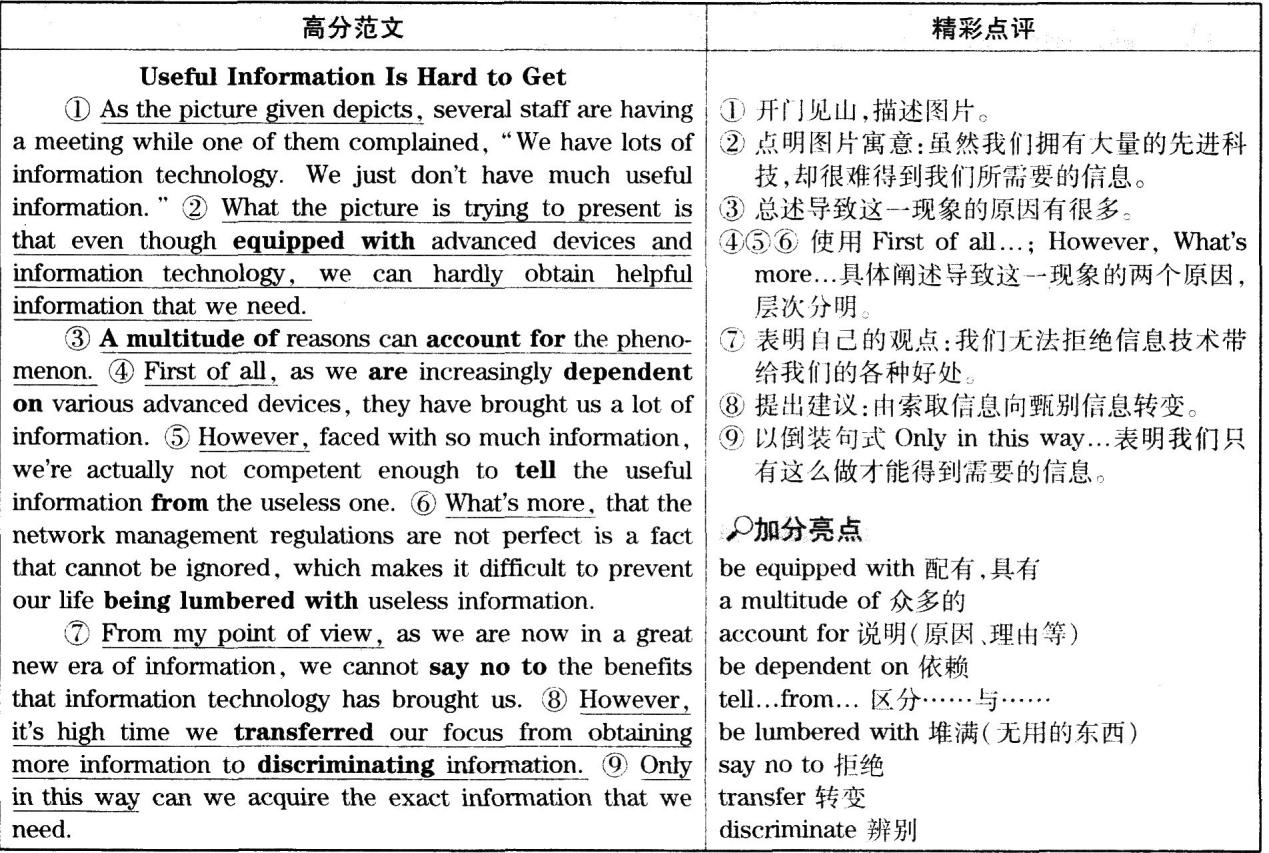 高分范文
Useful Information Is Hard to Get
① As the picture given depicts, several staff are having
a meeting while one of them complained, "We have lots of
information technology. We just don't have much useful
information." ② What the picture is trying to present is
that even though equipped with advanced devices and
information technology, we can hardly obtain helpful
information that we need.
③ A multitude of reasons can account for the pheno-
menon. ④ First of all, as we are increasingly dependent
on various advanced devices, they have brought us a lot of
information. ⑤ However, faced with so much information,
we're actually not competent enough to tell the useful
information from the useless one. ⑥ What's more, that the
network management regulations are not perfect is a fact
that cannot be ignored, which makes it difficult to prevent
our life being lumbered with useless information.
⑦ From my point of view, as we are now in a great
new era of information, we cannot say no to the benefits
that information technology has brought us. ⑧ However,
it's high time we transferred our focus from obtaining
more information to discriminating information. ⑨ Only
in this way can we acquire the exact information that we
need.
精彩点评
① 开门见山,描述图片。
② 点明图片寓意:虽然我们拥有大量的先进科
技,却很难得到我们所需要的信息。
③ 总述导致这一现象的原因有很多。
④⑤⑥ 使用 First of all...; However, What's
more...具体阐述导致这一现象的两个原因,
层次分明。
⑦ 表明自己的观点:我们无法拒绝信息技术带
给我们的各种好处。
⑧ 提出建议:由索取信息向甄别信息转变。
⑨ 以倒装句式 Only in this way...表明我们只
有这么做才能得到需要的信息。
加分亮点
be equipped with 配有,具有
a multitude of 众多的
account for 说明(原因、理由等)
be dependent on 依赖
tell...from... 区分……与……
be lumbered with 堆满(无用的东西)
say no to 拒绝
transfer 转变
discriminate 辨别